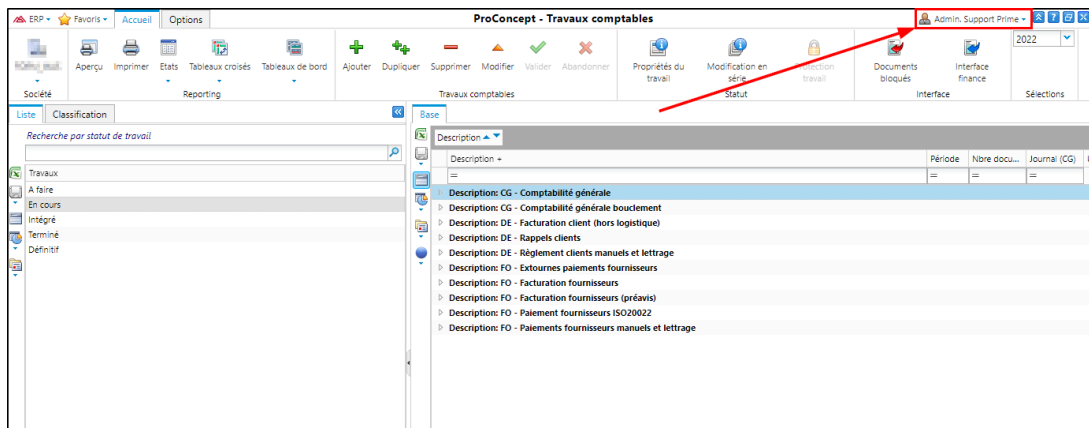 ERP Favoris Accueil Options ProConcept - Travaux comptables Admin. Support Prime
2022
Aperçu Imprimer Etats Tableaux croisés Tableaux de bord Ajouter Dupliquer Supprimer Modifier Valider Abandonner Propriétés du travail Modification en série Protection travail Documents bloqués Interface finance
Société Reporting Travaux comptables Statut Interface Sélections
Liste Classification
Recherche par statut de travail
Travaux
A faire
En cours
Intégré
Terminé
Définitif
Base
Description
Description Période Nbre docu... Journal (CG)
= = = =
Description: CG - Comptabilité générale
Description: CG - Comptabilité générale bouclement
Description: DE - Facturation client (hors logistique)
Description: DE - Rappels clients
Description: DE - Règlement clients manuels et lettrage
Description: FO - Extournes paiements fournisseurs
Description: FO - Facturation fournisseurs
Description: FO - Facturation fournisseurs (préavis)
Description: FO - Paiement fournisseurs ISO20022
Description: FO - Paiements fournisseurs manuels et lettrage